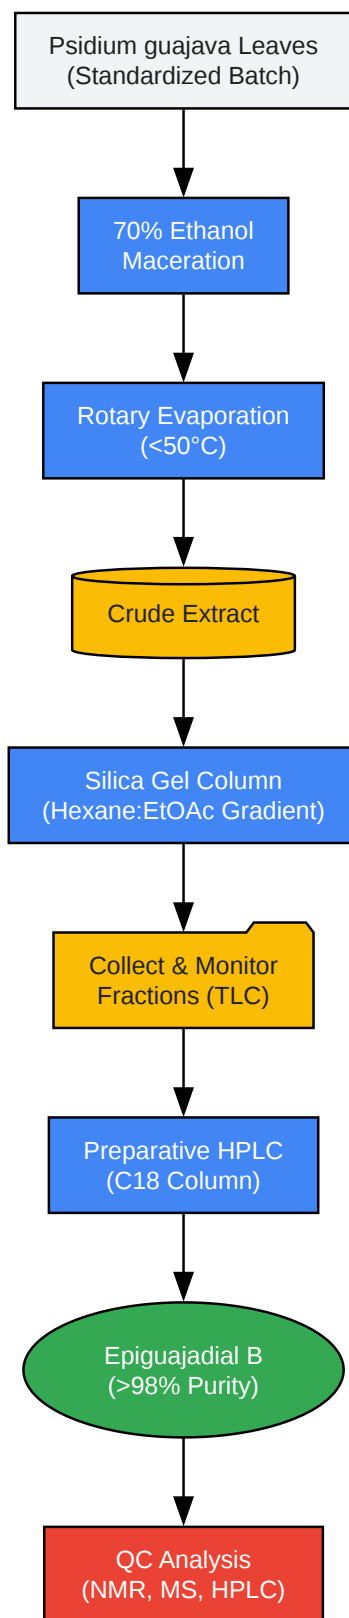 Psidium guajava Leaves
(Standardized Batch)
70% Ethanol
Maceration
Rotary Evaporation
(<50°C)
Crude Extract
Silica Gel Column
(Hexane:EtOAc Gradient)
Collect & Monitor
Fractions (TLC)
Preparative HPLC
(C18 Column)
Epiguajadial B
(>98% Purity)
QC Analysis
(NMR, MS, HPLC)